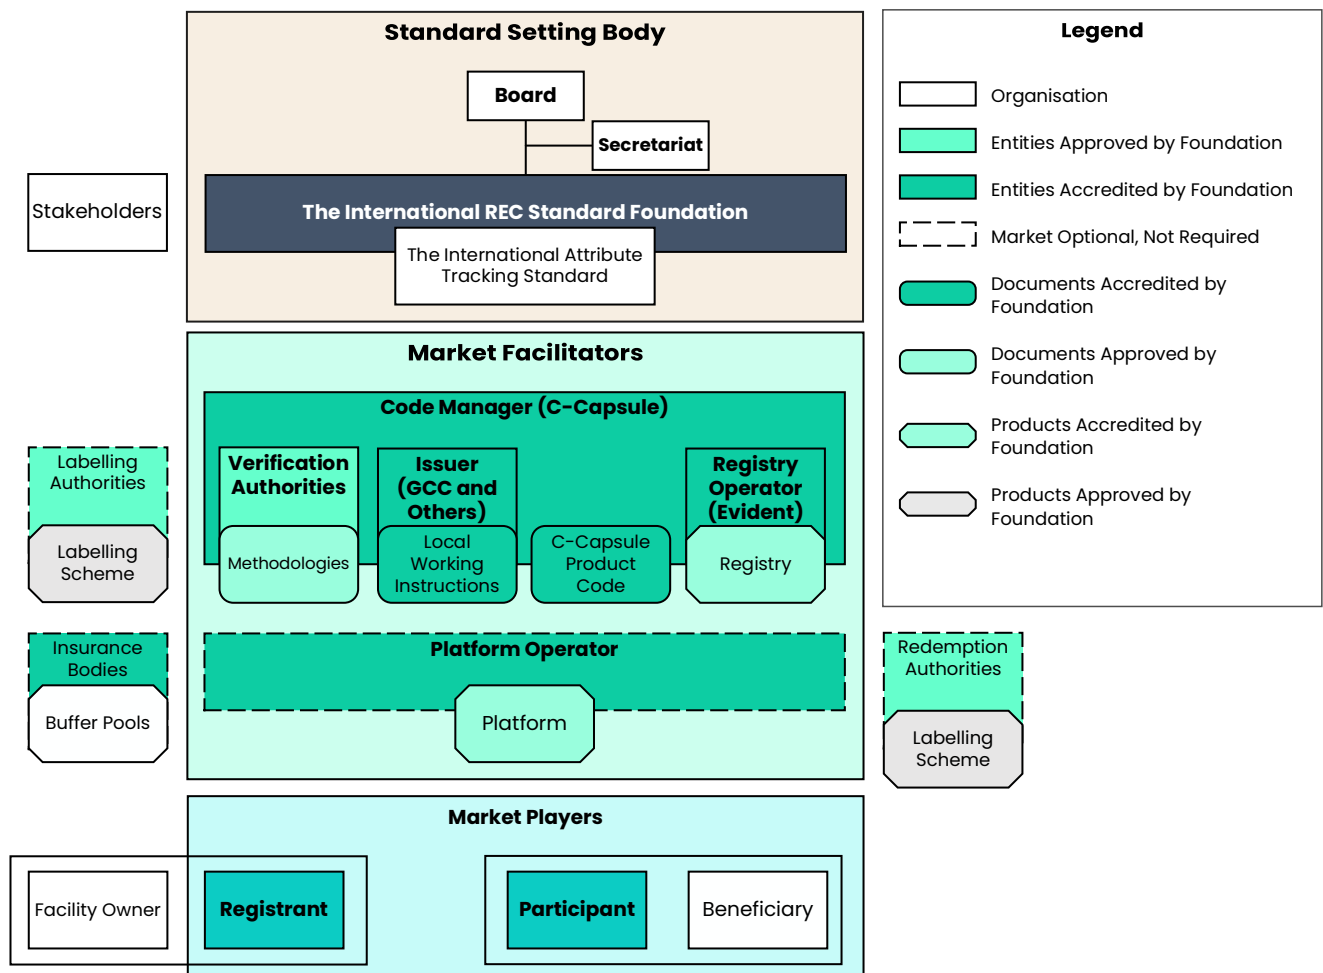 Standard Setting Body
Board
Secretariat
Stakeholders
The International REC Standard Foundation
The International Attribute
Tracking Standard
Legend
Organisation
Entities Approved by Foundation
Entities Accredited by Foundation
Market Optional, Not Required
Documents Accredited by
Foundation
Documents Approved by
Foundation
Products Accredited by
Foundation
Products Approved by
Foundation
Market Facilitators
Code Manager (C-Capsule)
Labelling
Authorities
Labelling
Scheme
Verification
Authorities
Methodologies
Issuer
(GCC and
Others)
Local
Working
Instructions
C-Capsule
Product
Code
Registry
Operator
(Evident)
Registry
Insurance
Bodies
Buffer Pools
Platform Operator
Platform
Redemption
Authorities
Labelling
Scheme
Market Players
Facility Owner
Registrant
Participant
Beneficiary